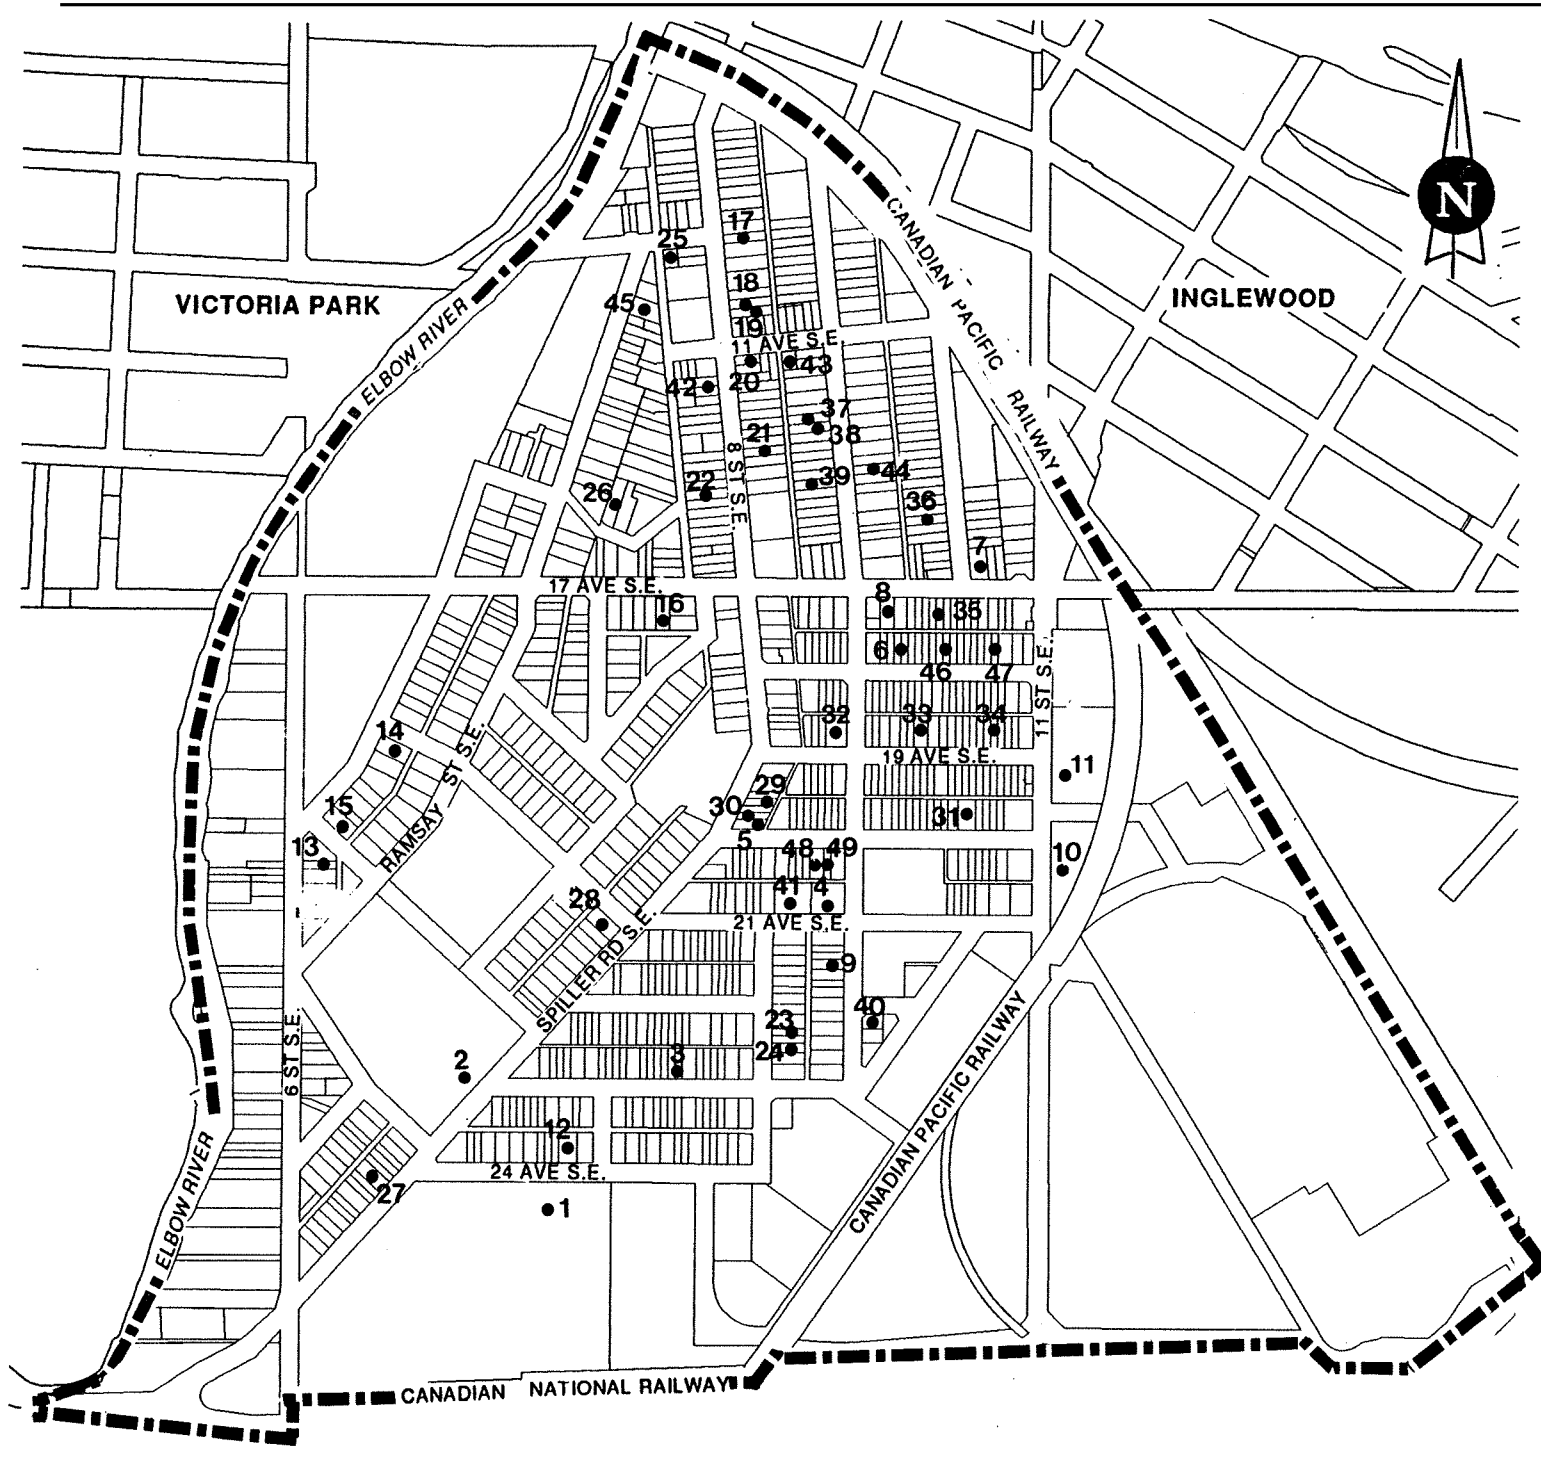 N
17
25
VICTORIA PARK
INGLEWOOD
CANADIAN PACIFIC RAILWAY
ELBOW RIVER
45
18
19
11 AVE S.E.
20
43
42
37
38
21
8 ST S.E.
39
44
22
26
36
7
17 AVE S.E.
16
8
35
6
46
47
11 ST S.E.
14
32
33
34
19 AVE S.E.
11
RAMSAY ST S.E.
29
30
5
15
31
13
48
49
10
28
41
4
21 AVE S.E.
SPILLER RD S.E.
9
40
23
24
6 ST S.E.
2
3
CANADIAN PACIFIC RAILWAY
12
24 AVE S.E.
27
1
ELBOW RIVER
CANADIAN NATIONAL RAILWAY